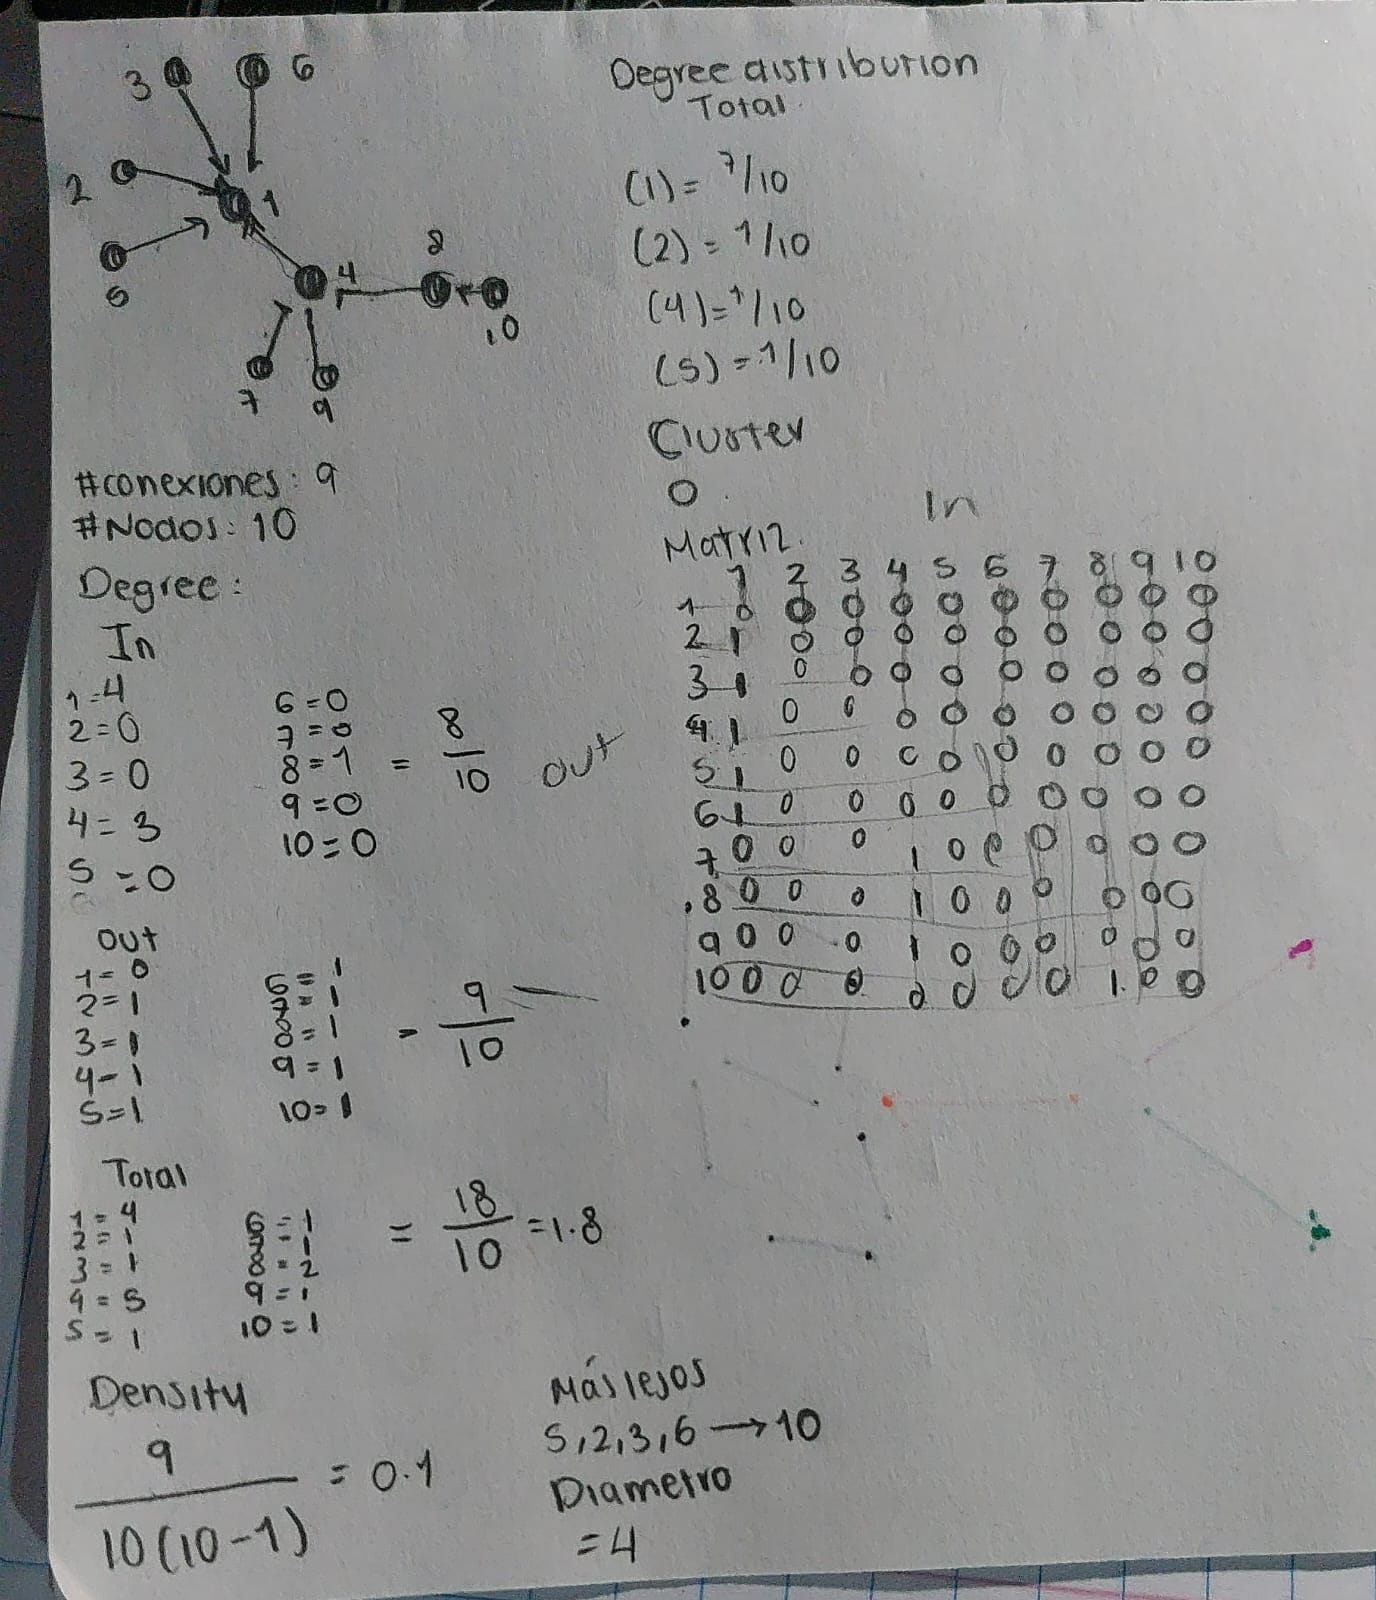 3 6
2
1
5
4
8
10
7
9
#conexiones: 9
#Nodos: 10
Degree:
In
1=4
2=0
3=0
4=3
5=0
6=0
7=0
8=1
9=0
10=0
= 8/10
Out
1=0
2=1
3=1
4-1
5=1
6=1
7=1
8=1
9=1
10=1
= 9/10
Total
1=4
2=1
3=1
4=5
5=1
6=1
7=1
8=2
9=1
10=1
= 18/10 =1.8
Density
9
10(10-1)
= 0.1
Degree distribution
Total
(1)= 7/10
(2)= 1/10
(4)=1/10
(5)=1/10
Cluster
0
Matriz.
In
out
1 2 3 4 5 6 7 8 9 10
1 0 0 0 0 0 0 0 0 0 0
2 1 0 0 0 0 0 0 0 0 0
3 1 0 0 0 0 0 0 0 0 0
4 1 0 0 0 0 0 0 0 0 0
5 1 0 0 0 0 0 0 0 0 0
6 1 0 0 0 0 0 0 0 0 0
7 0 0 0 1 0 0 0 0 0 0
8 0 0 0 1 0 0 0 0 0 0
9 0 0 0 1 0 0 0 0 0 0
10 0 0 0 0 0 0 0 1 0 0
Más lejos
5,2,3,6 → 10
Diametro
=4